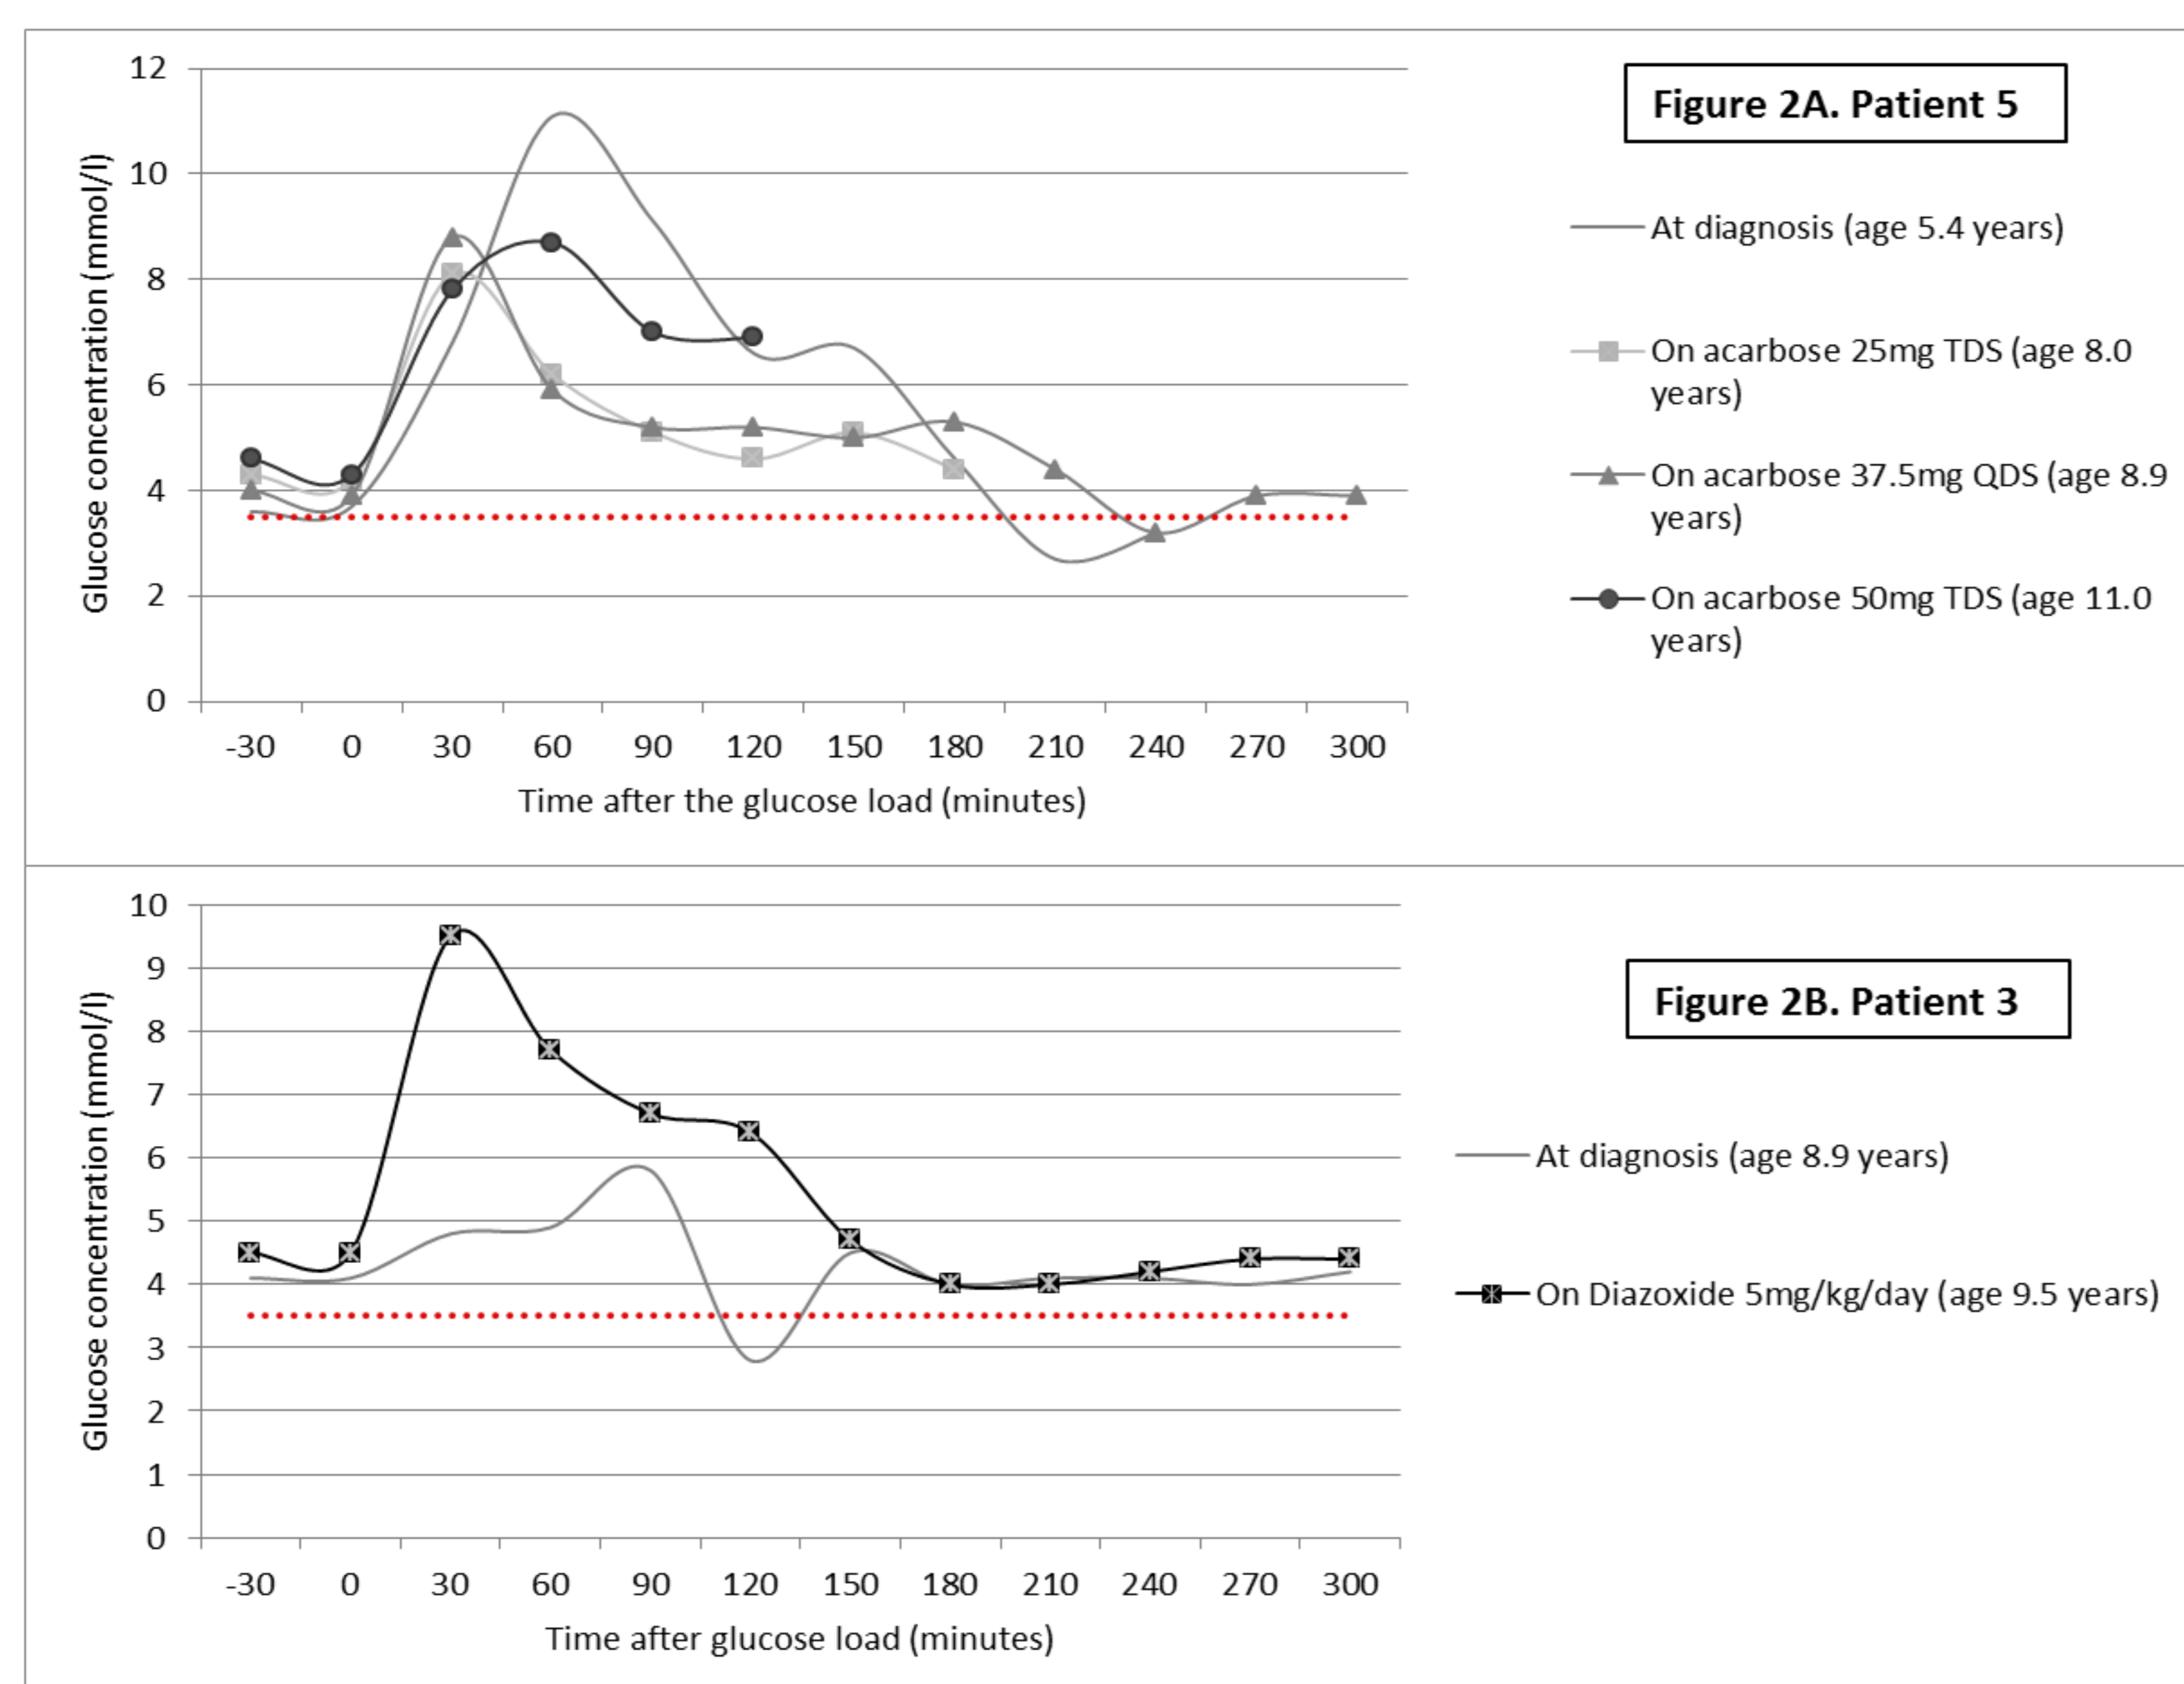 Figure 2A. Patient 5
Glucose concentration (mmol/l)
12
10
8
6
4
2
0
-30 0 30 60 90 120 150 180 210 240 270 300
Time after the glucose load (minutes)
At diagnosis (age 5.4 years)
On acarbose 25mg TDS (age 8.0
years)
On acarbose 37.5mg QDS (age 8.9
years)
On acarbose 50mg TDS (age 11.0
years)
Figure 2B. Patient 3
Glucose concentration (mmol/l)
10
9
8
7
6
5
4
3
2
1
0
-30 0 30 60 90 120 150 180 210 240 270 300
Time after glucose load (minutes)
At diagnosis (age 8.9 years)
On Diazoxide 5mg/kg/day (age 9.5 years)